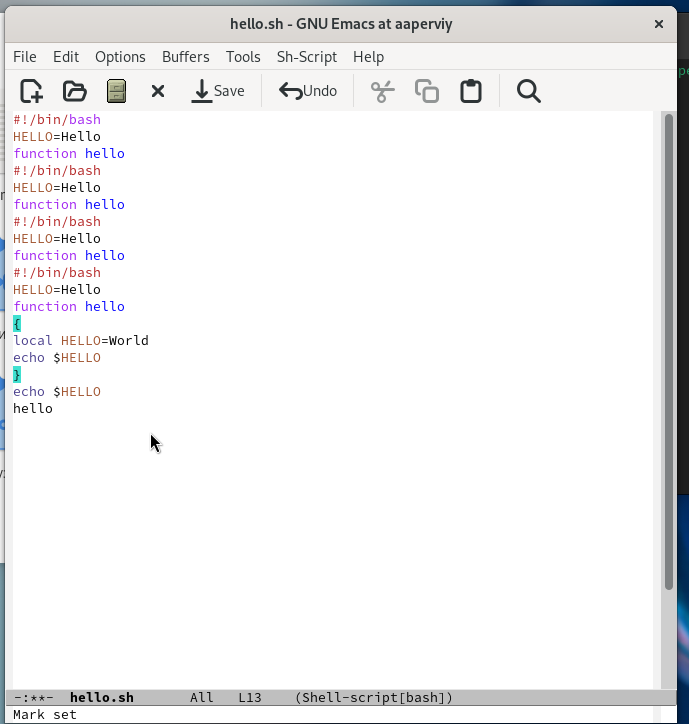 hello.sh - GNU Emacs at aaperviy
File Edit Options Buffers Tools Sh-Script Help
Save Undo
#!/bin/bash
HELLO=Hello
function hello
#!/bin/bash
HELLO=Hello
function hello
#!/bin/bash
HELLO=Hello
function hello
#!/bin/bash
HELLO=Hello
function hello
{
local HELLO=World
echo $HELLO
}
echo $HELLO
hello
-:**- hello.sh All L13 (Shell-script[bash])
Mark set